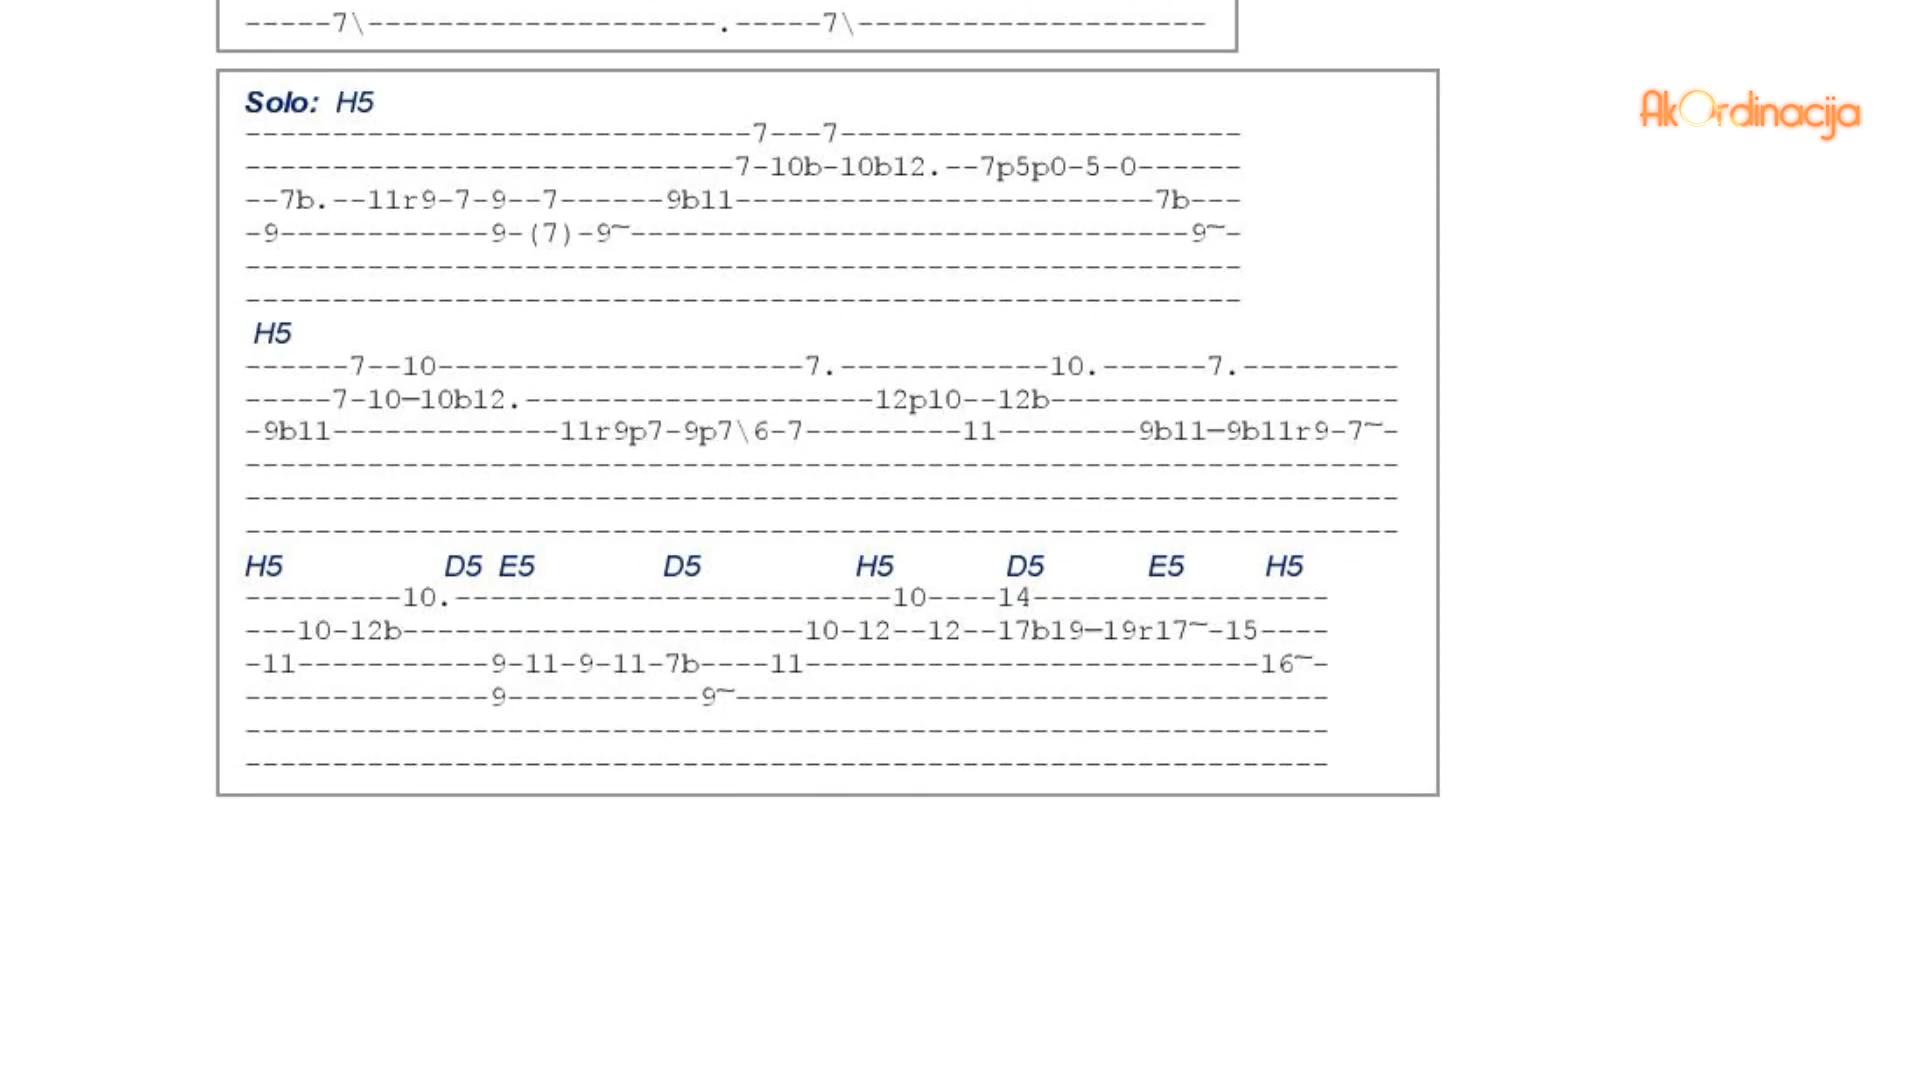 -----7\--------------------.-----7\--------------------
Solo: H5
-----------------------------7---7-----------------------
----------------------------7-10b-10b12.--7p5p0-5-0------
--7b.--11r9-7-9--7------9b11------------------------7b---
-9------------9-(7)-9~--------------------------------9~-
---------------------------------------------------------
---------------------------------------------------------
H5
------7--10---------------------7.------------10.------7.---------
-----7-10-10b12.--------------------12p10--12b--------------------
-9b11-------------11r9p7-9p7\6-7---------11--------9b11-9b11r9-7~-
------------------------------------------------------------------
------------------------------------------------------------------
------------------------------------------------------------------
H5 D5 E5 D5 H5 D5 E5 H5
---------10.-------------------------10----14-----------------
---10-12b-----------------------10-12--12--17b19-19r17~-15----
-11-----------9-11-9-11-7b----11--------------------------16~-
--------------9-----------9~----------------------------------
--------------------------------------------------------------
--------------------------------------------------------------
AkOrdinacija